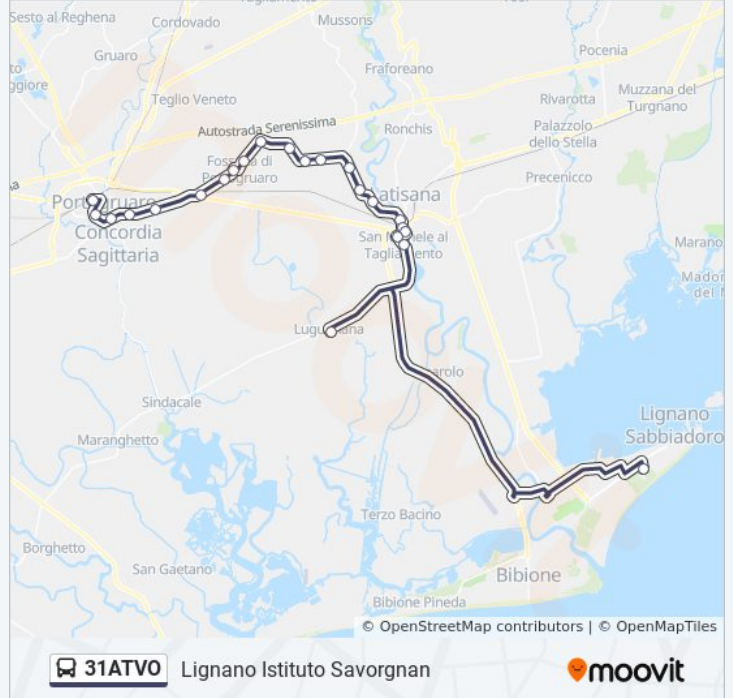 Sesto al Reghena
Cordovado
Mussons
Gruaro
Fraforeano
Pocenia
Teglio Veneto
Rivarotta
Muzzana del
Turgnano
Autostrada Serenissima
Ronchis
Palazzolo
dello Stella
Precenicco
Concordia
Sagittaria
Marano
Sindacale
Maranghetto
Lignano
Sabbiadoro
Terzo Bacino
Borghetto
San Gaetano
Bibione
Bibione Pineda
© OpenStreetMap contributors | © OpenMapTiles
31ATVO Lignano Istituto Savorgnan
moovit